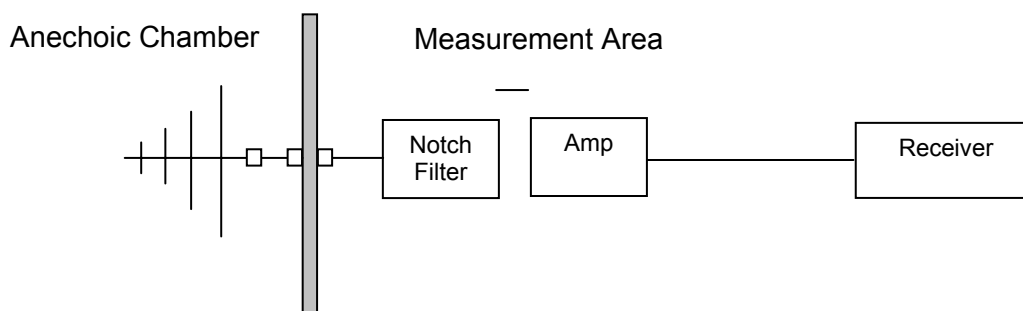 Anechoic Chamber
Measurement Area
Notch
Filter
Amp
Receiver